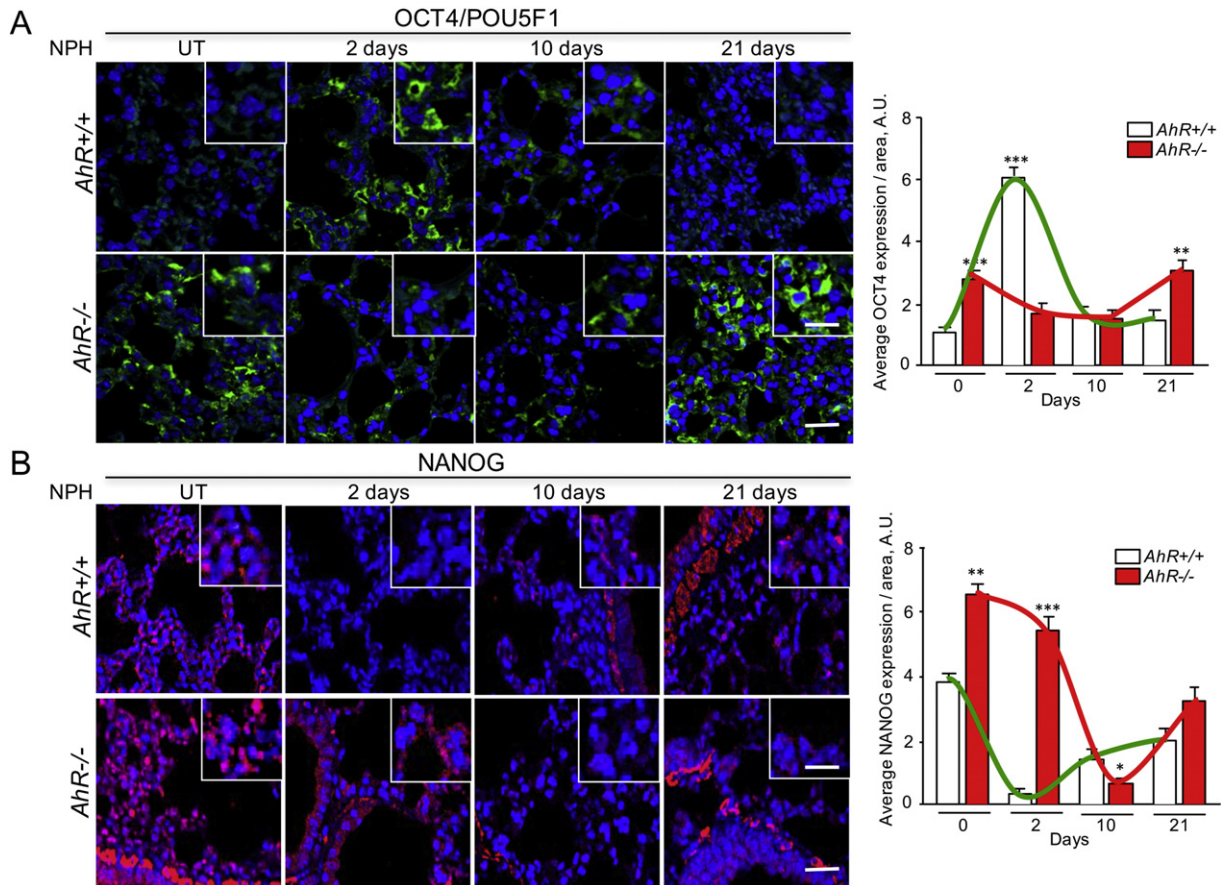 A
OCT4/POU5F1
NPH UT 2 days 10 days 21 days
AhR+/+
AhR-/-
Average OCT4 expression / area, A.U.
8
6
4
2
0
AhR+/+
AhR-/-
***
***
**
0 2 10 21
Days
B
NANOG
NPH UT 2 days 10 days 21 days
AhR+/+
AhR-/-
Average NANOG expression / area, A.U.
8
6
4
2
0
AhR+/+
AhR-/-
**
***
*
0 2 10 21
Days